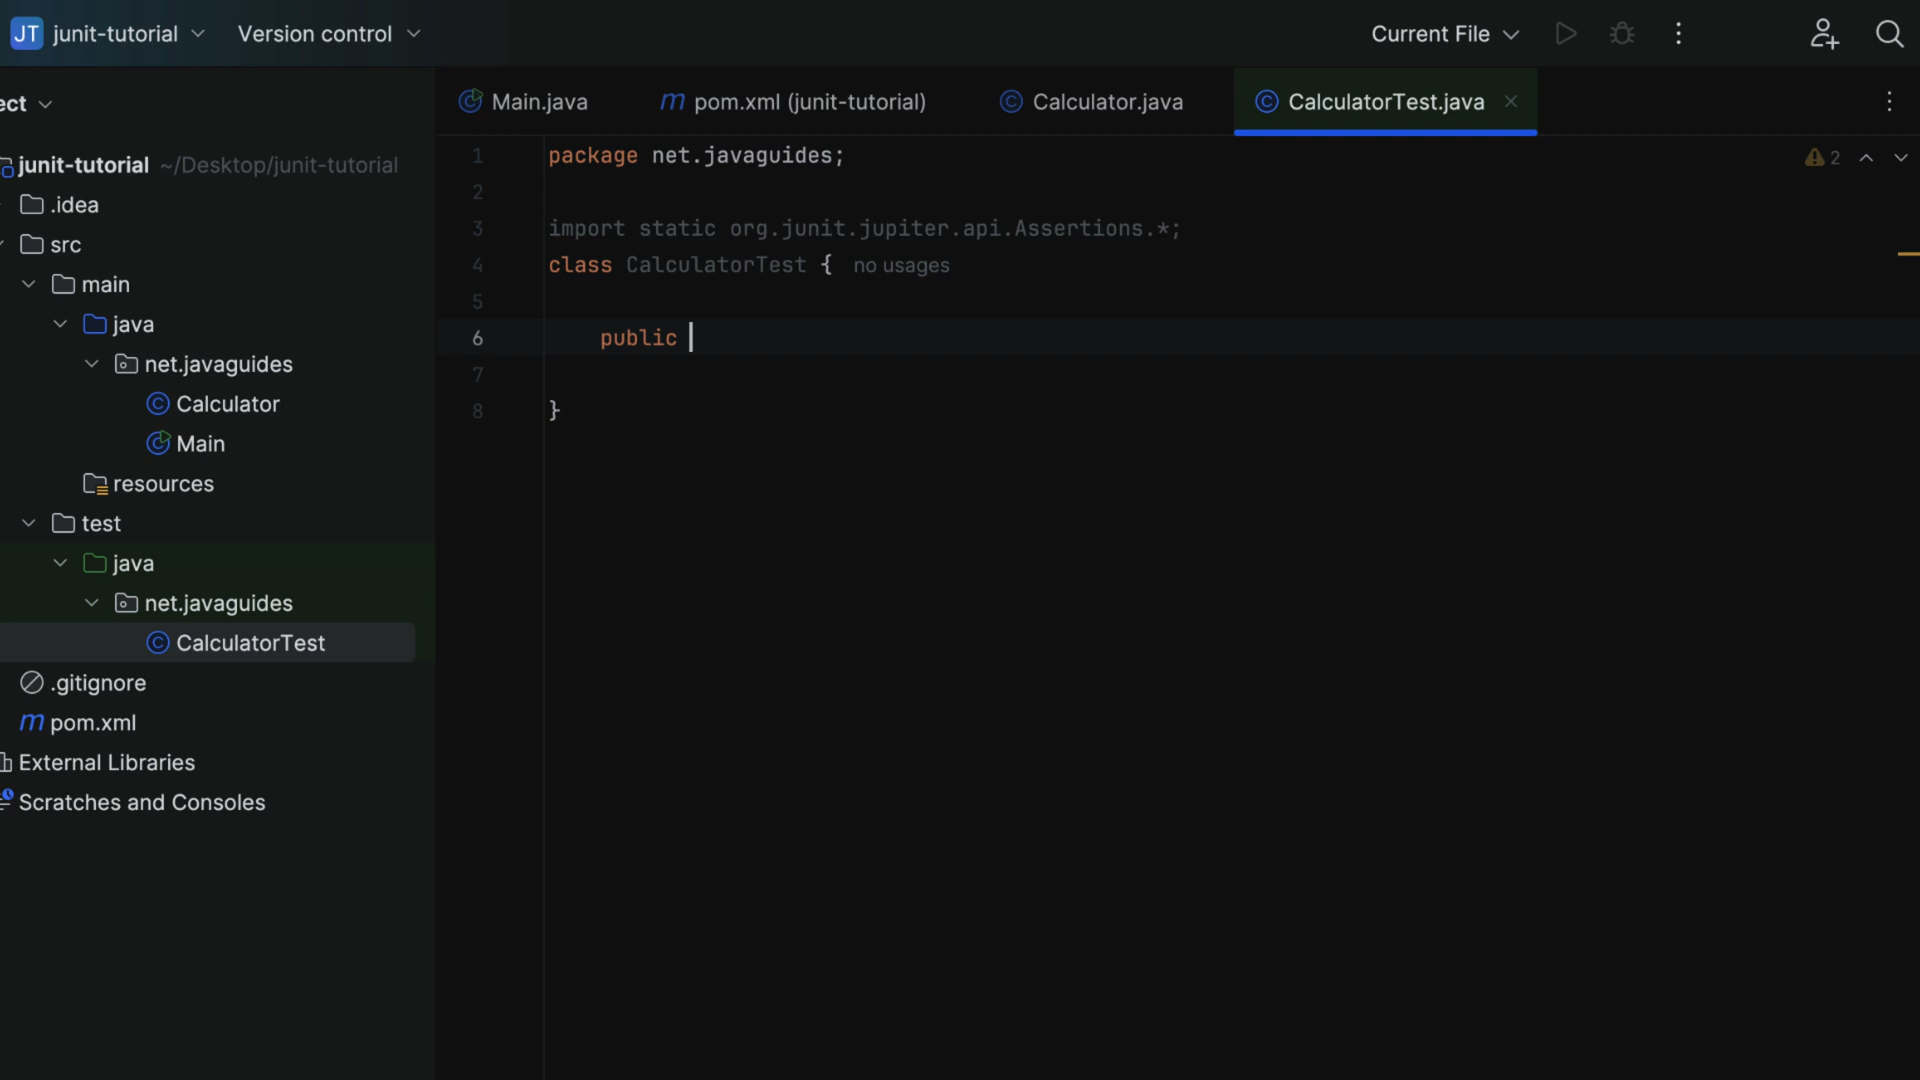 JT junit-tutorial Version control Current File
ect
Main.java pom.xml (junit-tutorial) Calculator.java CalculatorTest.java
junit-tutorial ~/Desktop/junit-tutorial
.idea
src
main
java
net.javaguides
Calculator
Main
resources
test
java
net.javaguides
CalculatorTest
.gitignore
m pom.xml
External Libraries
Scratches and Consoles
1 package net.javaguides; 2
2
3 import static org.junit.jupiter.api.Assertions.*;
4 class CalculatorTest { no usages
5
6 public
7
8 }